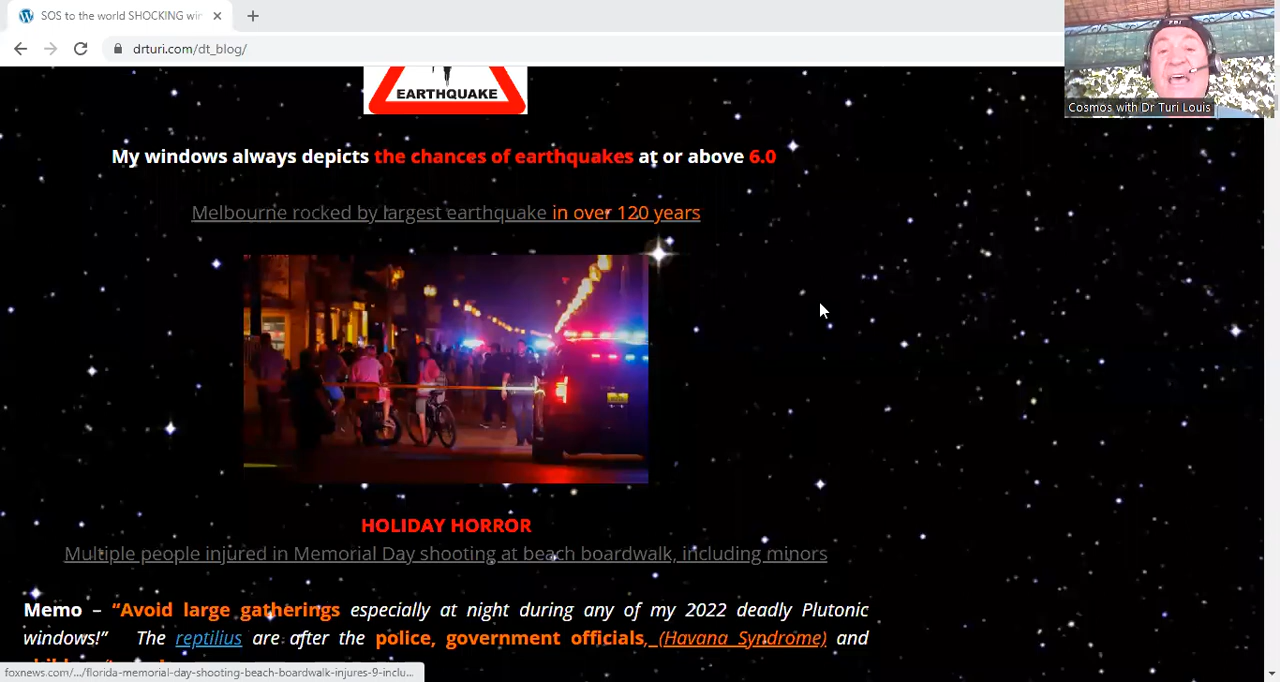 SOS to the world SHOCKING wi
drturi.com/dt_blog/
FBI
Cosmos with Dr Turi Louis
EARTHQUAKE
My windows always depicts the chances of earthquakes at or above 6.0
Melbourne rocked by largest earthquake in over 120 years
HOLIDAY HORROR
Multiple people injured in Memorial Day shooting at beach boardwalk, including minors
Memo – “Avoid large gatherings especially at night during any of my 2022 deadly Plutonic
windows!” The reptilius are after the police, government officials, (Havana Syndrome) and
foxnews.com/.../florida-memorial-day-shooting-beach-boardwalk-injures-9-inclu...